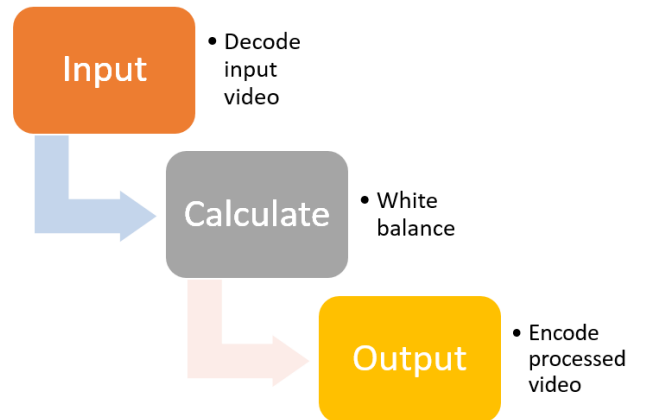 Input
• Decode
input
video
Calculate
• White
balance
Output
• Encode
processed
video